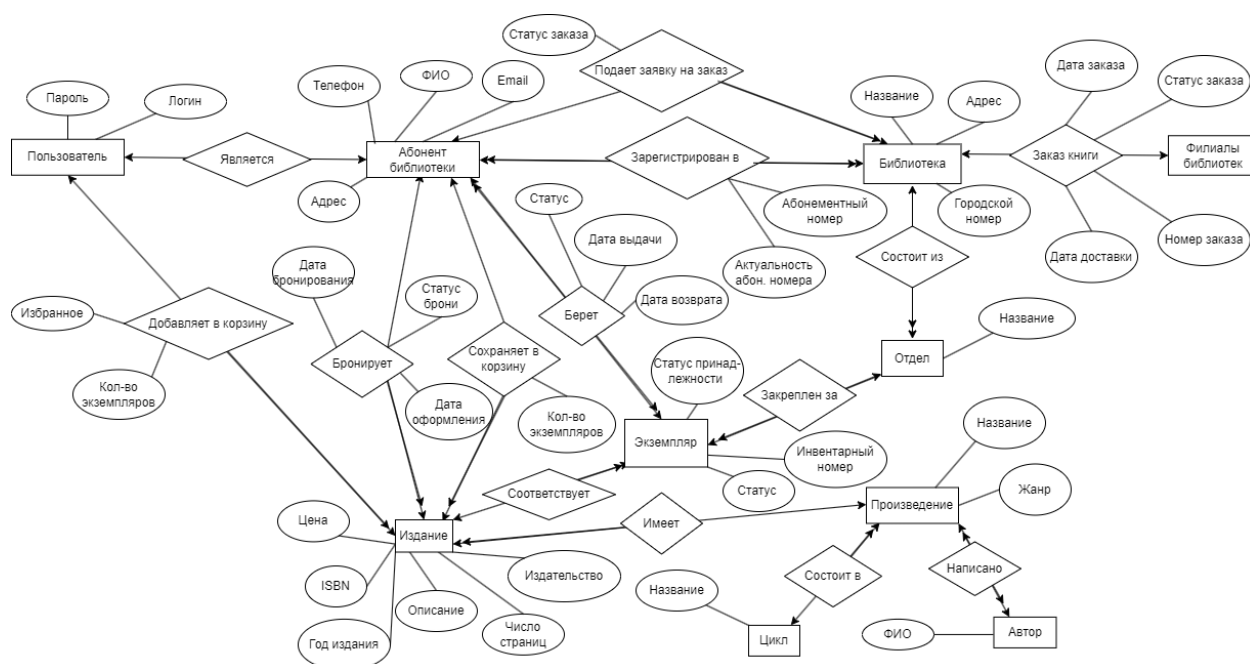 Статус заказа
Подает заявку на заказ
Дата заказа
Статус заказа
ФИО
Email
Телефон
Название
Адрес
Пароль
Логин
Пользователь
Является
Абонент
библиотеки
Зарегистрирован в
Библиотека
Заказ книги
Филиалы
библиотек
Адрес
Статус
Абонементный
номер
Городской
номер
Дата выдачи
Номер заказа
Дата
бронирования
Актуальность
абон. номера
Состоит из
Дата доставки
Статус
брони
Дата возврата
Избранное
Добавляет в корзину
Берет
Название
Бронирует
Сохраняет в
корзину
Отдел
Статус принад-
лежности
Кол-во
экземпляров
Закреплен за
Дата
оформления
Кол-во
экземпляров
Название
Экземпляр
Инвентарный
номер
Соответствует
Статус
Жанр
Произведение
Цена
Имеет
Издание
ISBN
Издательство
Состоит в
Написано
Описание
Название
Год издания
Число
страниц
Цикл
ФИО
Автор